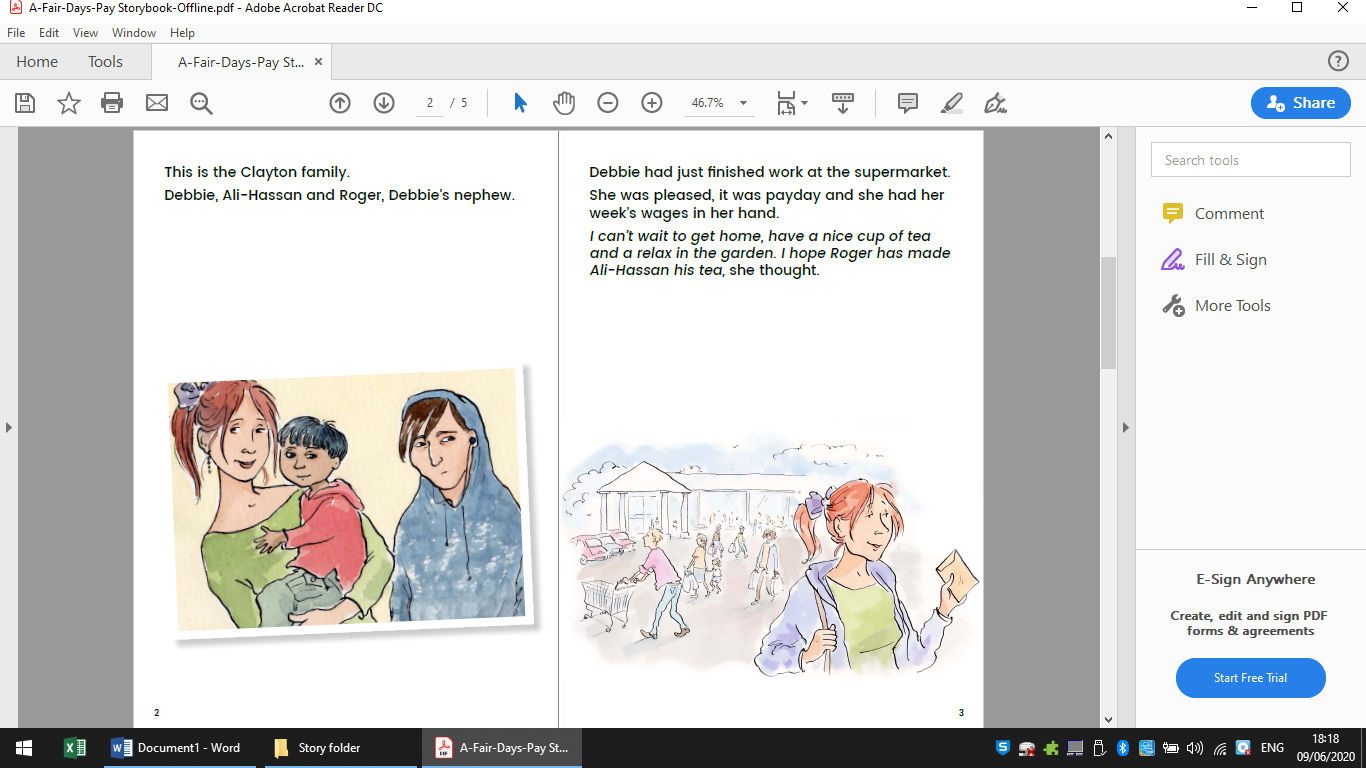 A-Fair-Days-Pay Storybook-Offline.pdf - Adobe Acrobat Reader DC
File Edit View Window Help
Home Tools A-Fair-Days-Pay St...
2 / 5 46.7% Share
This is the Clayton family.
Debbie, Ali-Hassan and Roger, Debbie's nephew.
2
Debbie had just finished work at the supermarket.
She was pleased, it was payday and she had her
week's wages in her hand.
I can't wait to get home, have a nice cup of tea
and a relax in the garden. I hope Roger has made
Ali-Hassan his tea, she thought.
3
Search tools
Comment
Fill & Sign
More Tools
E-Sign Anywhere
Create, edit and sign PDF
forms & agreements
Start Free Trial
Document1 - Word Story folder A-Fair-Days-Pay St... ENG 18:18
09/06/2020